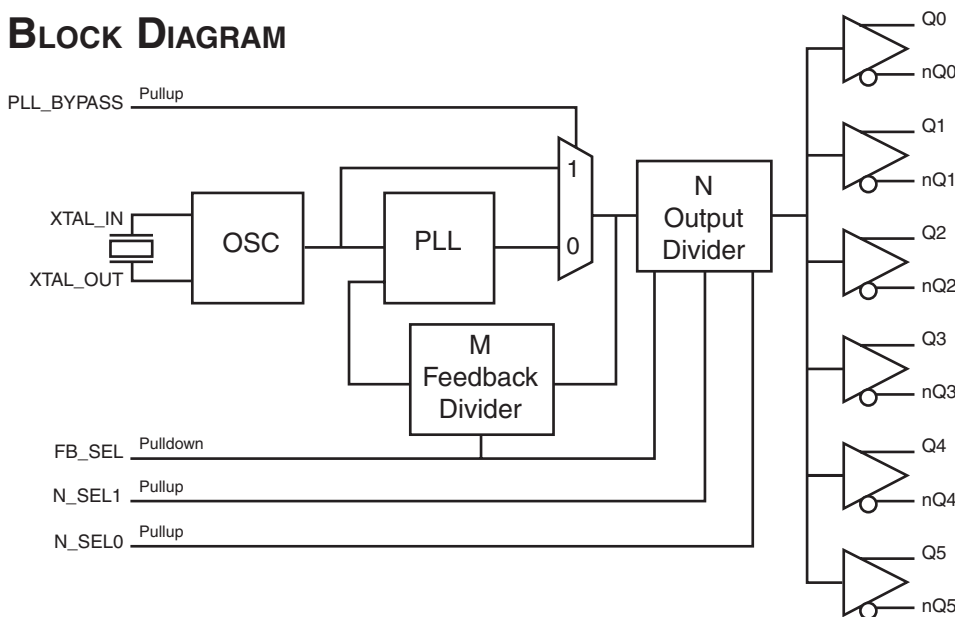 BLOCK DIAGRAM
PLL_BYPASS
Pullup
XTAL_IN
XTAL_OUT
OSC
PLL
1
0
N
Output
Divider
M
Feedback
Divider
FB_SEL
Pulldown
N_SEL1
Pullup
N_SEL0
Pullup
Q0
nQ0
Q1
nQ1
Q2
nQ2
Q3
nQ3
Q4
nQ4
Q5
nQ5